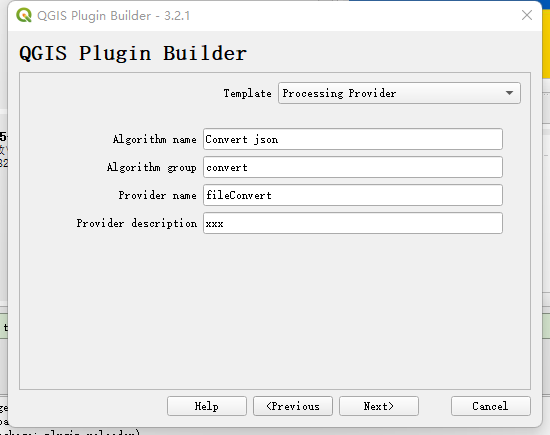 QGIS Plugin Builder - 3.2.1
QGIS Plugin Builder
Template Processing Provider
Algorithm name Convert json
Algorithm group convert
Provider name fileConvert
Provider description xxx
Help <Previous Next> Cancel